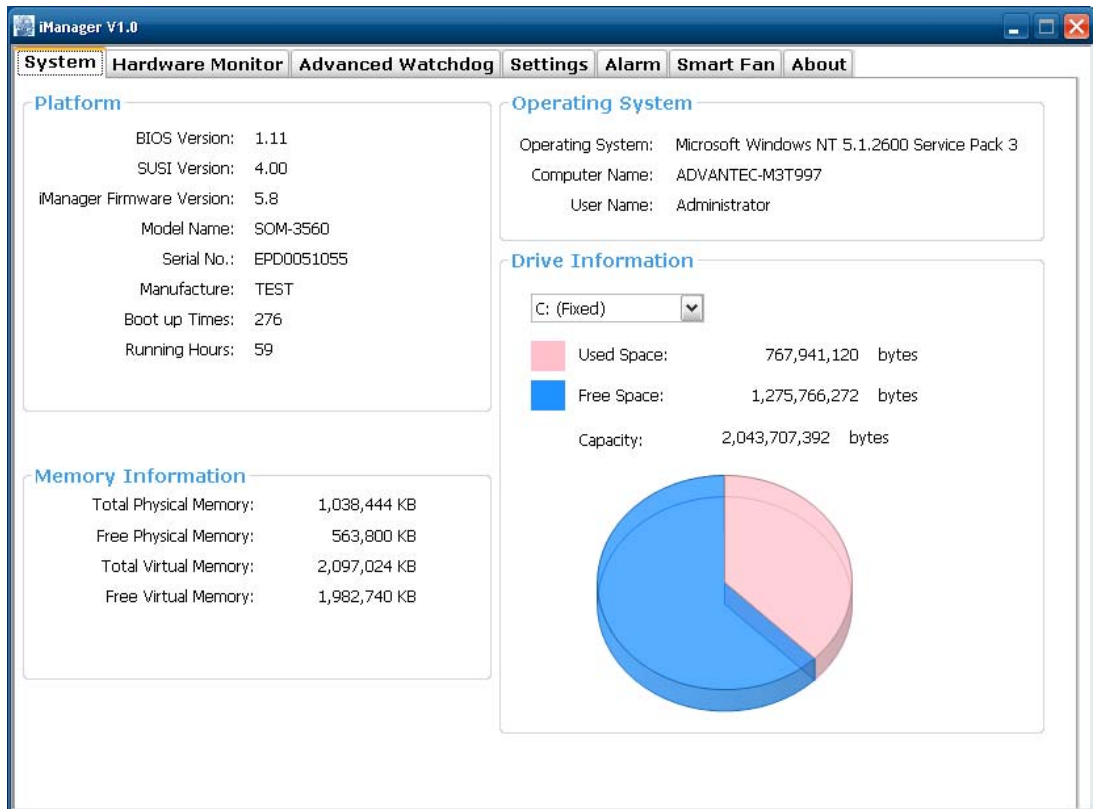 iManager V1.0
System Hardware Monitor Advanced Watchdog Settings Alarm Smart Fan About
Platform
BIOS Version: 1.11
SUSI Version: 4.00
iManager Firmware Version: 5.8
Model Name: SOM-3560
Serial No.: EPD0051055
Manufacture: TEST
Boot up Times: 276
Running Hours: 59
Memory Information
Total Physical Memory: 1,038,444 KB
Free Physical Memory: 563,800 KB
Total Virtual Memory: 2,097,024 KB
Free Virtual Memory: 1,982,740 KB
Operating System
Operating System: Microsoft Windows NT 5.1.2600 Service Pack 3
Computer Name: ADVANTEC-M3T997
User Name: Administrator
Drive Information
C: (Fixed)
Used Space: 767,941,120 bytes
Free Space: 1,275,766,272 bytes
Capacity: 2,043,707,392 bytes